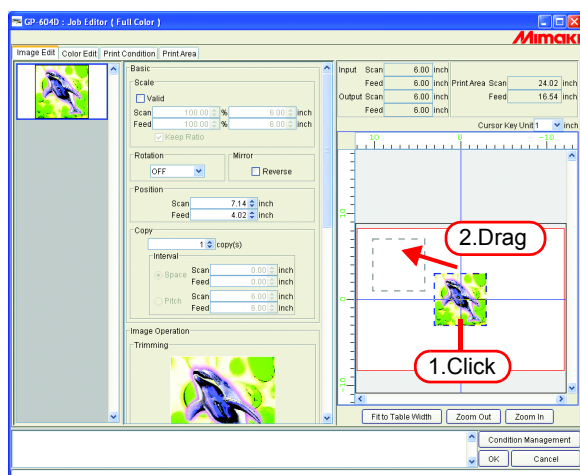 GP-604D : Job Editor ( Full Color )
Mimaki
Image Edit Color Edit Print Condition Print Area
Basic
Scale
Valid
Scan 100.00 % 6.00 inch
Feed 100.00 % 6.00 inch
Keep Ratio
Rotation
OFF
Mirror
Reverse
Position
Scan 7.14 inch
Feed 4.02 inch
Copy
1 copy(s)
Interval
Space Scan 0.00 inch
Feed 0.00 inch
Pitch Scan 6.00 inch
Feed 6.00 inch
Image Operation
Trimming
Input Scan 6.00 inch
Feed 6.00 inch Print Area Scan 24.02 inch
Output Scan 6.00 inch Feed 16.54 inch
Feed 6.00 inch
Cursor Key Unit 1 inch
10 0 -10
10
0
-10
2.Drag
1.Click
Fit to Table Width Zoom Out Zoom In
Condition Management
OK Cancel